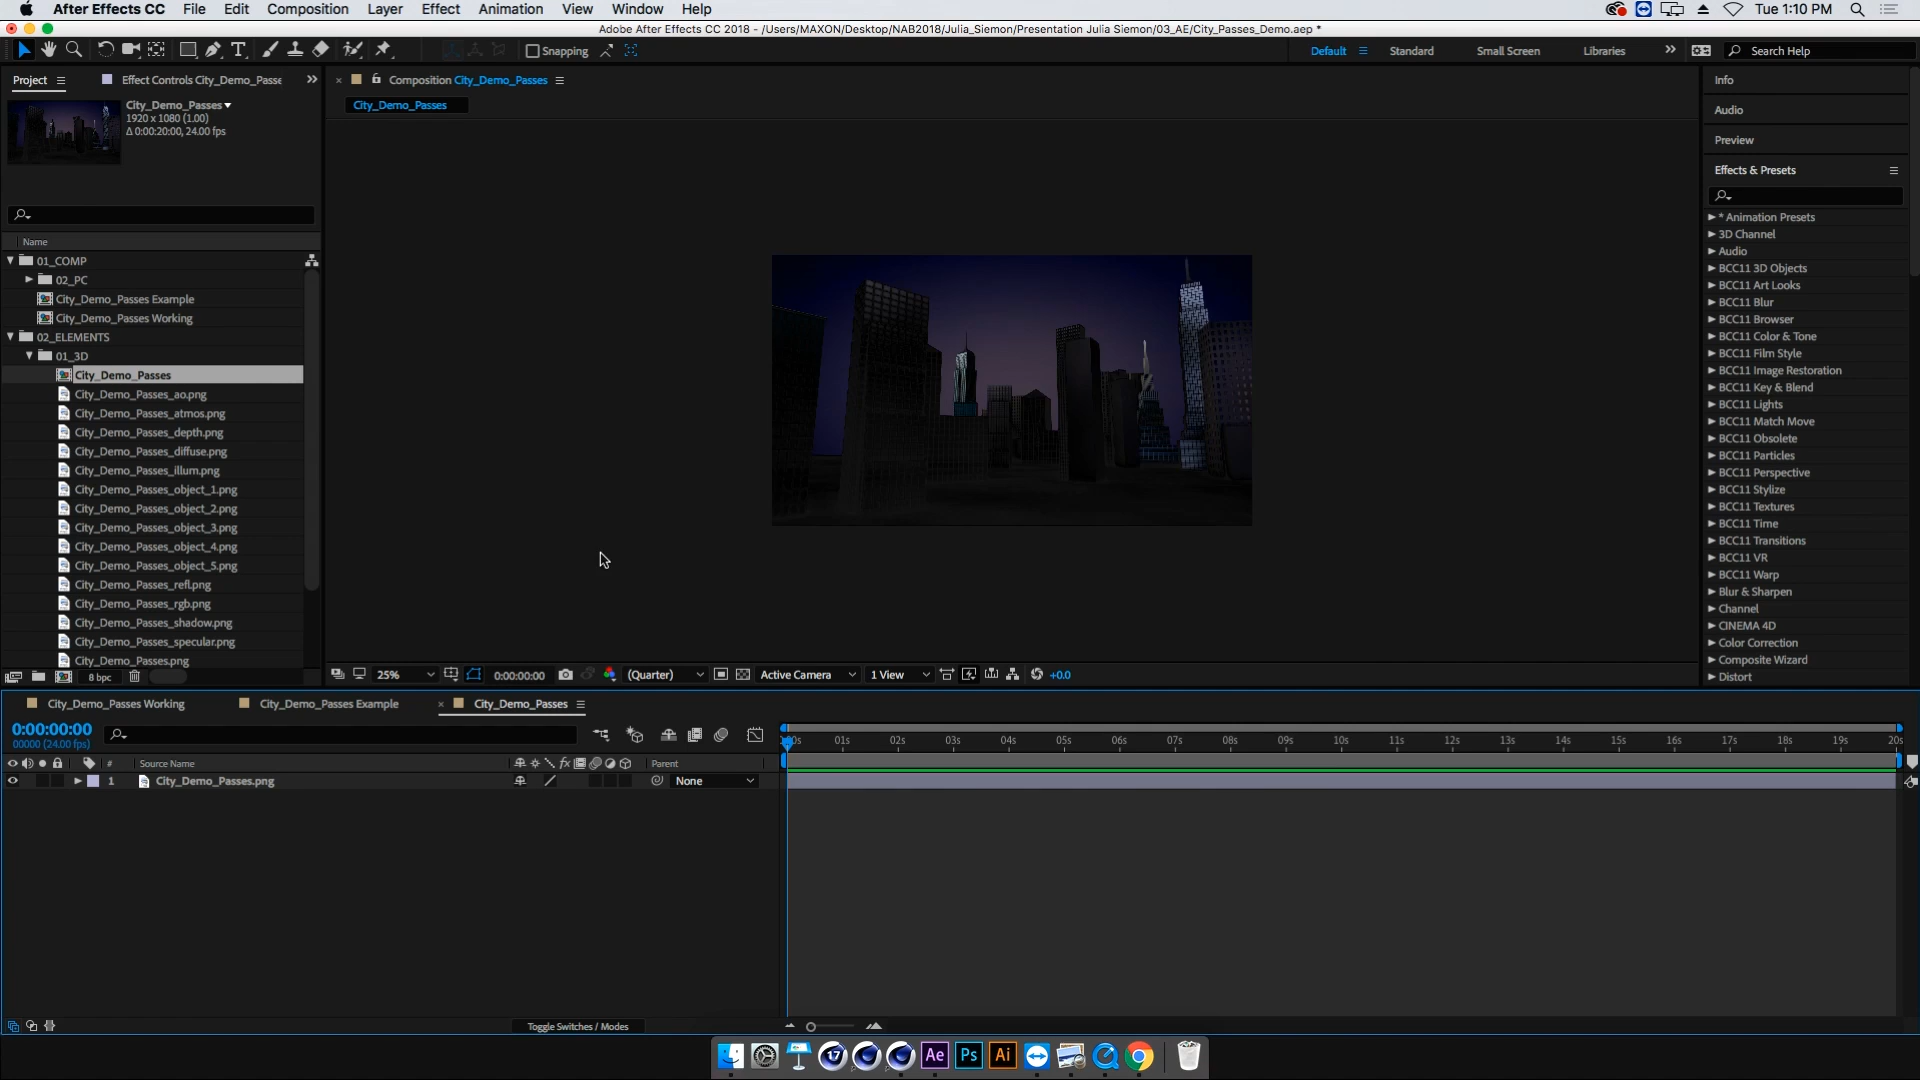 After Effects CC File Edit Composition Layer Effect Animation View Window Help Tue 1:10 PM
Adobe After Effects CC 2018 - /Users/MAXON/Desktop/NAB2018/Julia_Siemon/Presentation Julia Siemon/03_AE/City_Passes_Demo.aep *
Snapping Default Standard Small Screen Libraries Search Help
Project Effect Controls City_Demo_Passe
Composition City_Demo_Passes
City_Demo_Passes
1920 x 1080 (1.00)
Δ 0:00:20:00, 24.00 fps
City_Demo_Passes
Name
01_COMP
02_PC
City_Demo_Passes Example
City_Demo_Passes Working
02_ELEMENTS
01_3D
City_Demo_Passes
City_Demo_Passes_ao.png
City_Demo_Passes_atmos.png
City_Demo_Passes_depth.png
City_Demo_Passes_diffuse.png
City_Demo_Passes_illum.png
City_Demo_Passes_object_1.png
City_Demo_Passes_object_2.png
City_Demo_Passes_object_3.png
City_Demo_Passes_object_4.png
City_Demo_Passes_object_5.png
City_Demo_Passes_refl.png
City_Demo_Passes_rgb.png
City_Demo_Passes_shadow.png
City_Demo_Passes_specular.png
City_Demo_Passes.png
8 bpc
25% 0:00:00:00 (Quarter) Active Camera 1 View +0.0
Info
Audio
Preview
Effects & Presets
* Animation Presets
3D Channel
Audio
BCC11 3D Objects
BCC11 Art Looks
BCC11 Blur
BCC11 Browser
BCC11 Color & Tone
BCC11 Film Style
BCC11 Image Restoration
BCC11 Key & Blend
BCC11 Lights
BCC11 Match Move
BCC11 Obsolete
BCC11 Particles
BCC11 Perspective
BCC11 Stylize
BCC11 Textures
BCC11 Time
BCC11 Transitions
BCC11 VR
BCC11 Warp
Blur & Sharpen
Channel
CINEMA 4D
Color Correction
Composite Wizard
Distort
City_Demo_Passes Working City_Demo_Passes Example City_Demo_Passes
0:00:00:00
00000 (24.00 fps)
01s 02s 03s 04s 05s 06s 07s 08s 09s 10s 11s 12s 13s 14s 15s 16s 17s 18s 19s 20s
# Source Name fx Parent
1 City_Demo_Passes.png None
Toggle Switches / Modes
17 Ae Ps Ai